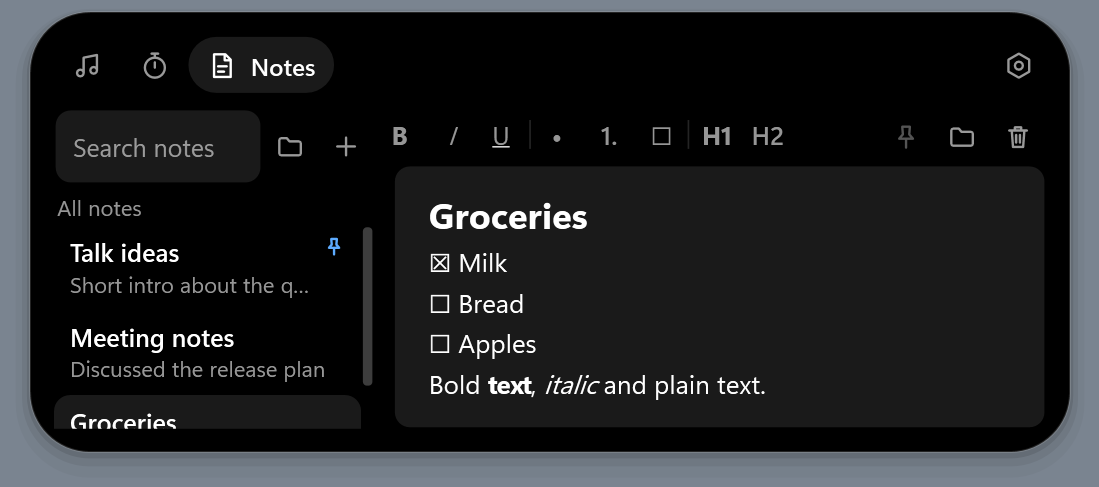 Notes
Search notes
B / U • 1. ☐ H1 H2
All notes
Talk ideas
Short intro about the q...
Meeting notes
Discussed the release plan
Groceries
Groceries
☒ Milk
☐ Bread
☐ Apples
Bold text, italic and plain text.